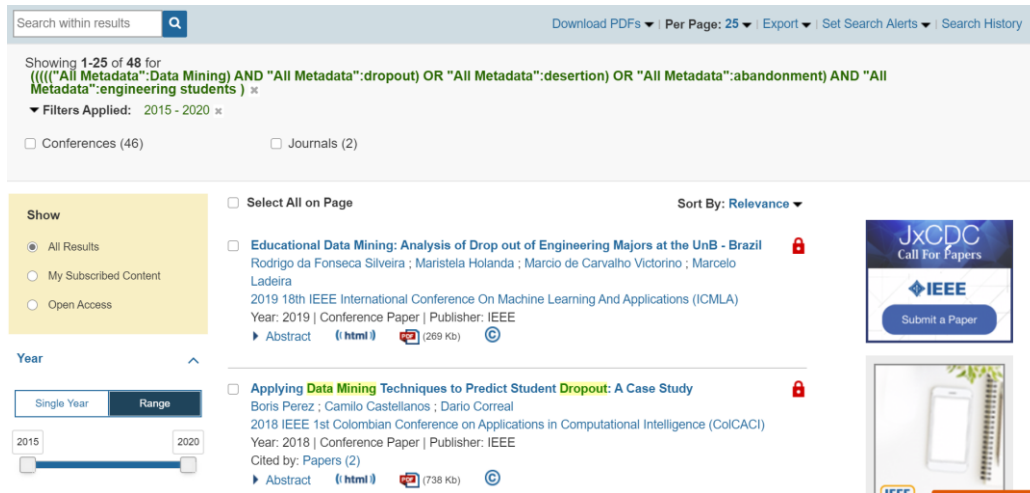 Search within results
Download PDFs | Per Page: 25 | Export | Set Search Alerts | Search History
Showing 1-25 of 48 for
((((("All Metadata":Data Mining) AND "All Metadata":dropout) OR "All Metadata":desertion) OR "All Metadata":abandonment) AND "All
Metadata":engineering students ) ×
Filters Applied: 2015 - 2020 ×
Conferences (46)
Journals (2)
Show
All Results
My Subscribed Content
Open Access
Year
Single Year
Range
2015
2020
Select All on Page
Sort By: Relevance
Educational Data Mining: Analysis of Drop out of Engineering Majors at the UnB - Brazil
Rodrigo da Fonseca Silveira ; Maristela Holanda ; Marcio de Carvalho Victorino ; Marcelo
Ladeira
2019 18th IEEE International Conference On Machine Learning And Applications (ICMLA)
Year: 2019 | Conference Paper | Publisher: IEEE
Abstract ((html)) PDF (269 Kb) ©
Applying Data Mining Techniques to Predict Student Dropout: A Case Study
Boris Perez ; Camilo Castellanos ; Dario Correal
2018 IEEE 1st Colombian Conference on Applications in Computational Intelligence (ColCACI)
Year: 2018 | Conference Paper | Publisher: IEEE
Cited by: Papers (2)
Abstract ((html)) PDF (738 Kb) ©
JxCDC
Call For Papers
IEEE
Submit a Paper
IEEE